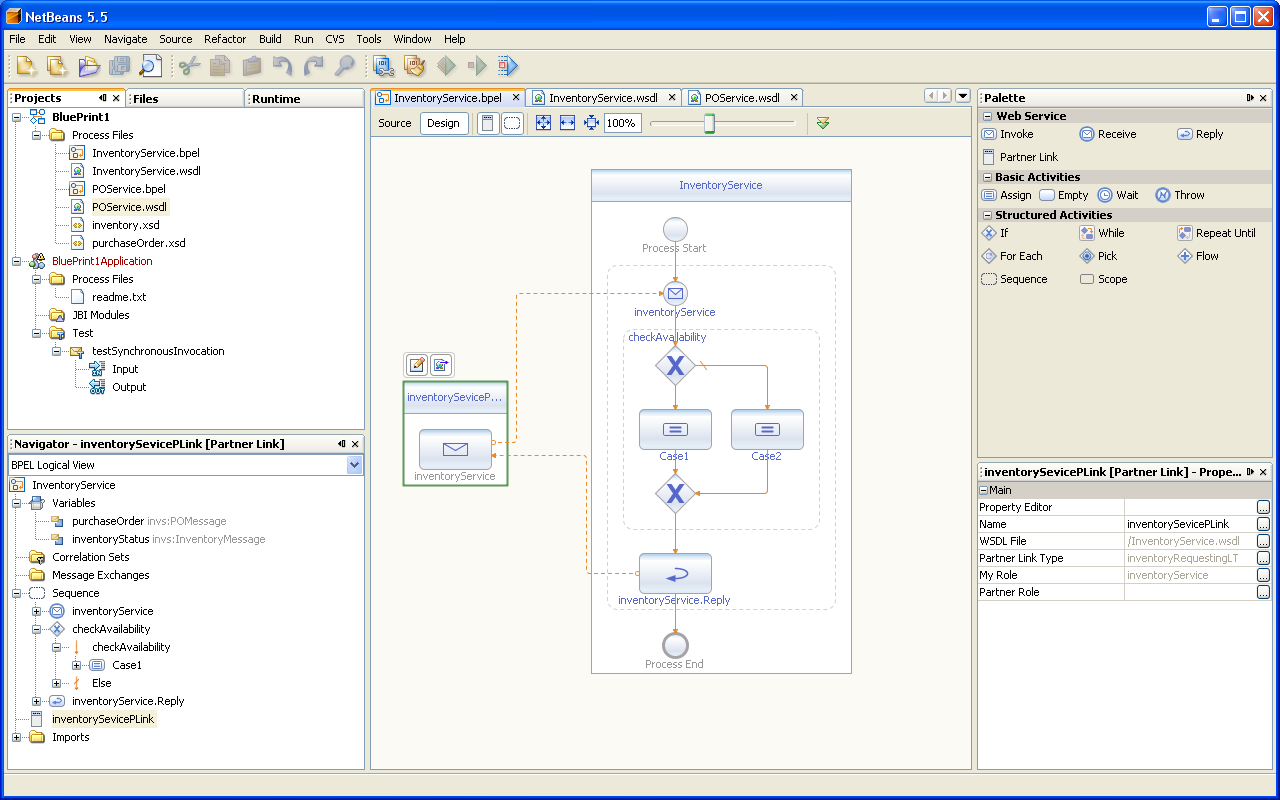 NetBeans 5.5
File Edit View Navigate Source Refactor Build Run CVS Tools Window Help
Projects
Files
Runtime
BluePrint1
Process Files
InventoryService.bpel
InventoryService.wsdl
POService.bpel
POService.wsdl
inventory.xsd
purchaseOrder.xsd
BluePrint1Application
Process Files
readme.txt
JBI Modules
Test
testSynchronousInvocation
Input
Output
Navigator - inventorySevicePLink [Partner Link]
BPEL Logical View
InventoryService
Variables
purchaseOrder invs:POMessage
inventoryStatus invs:InventoryMessage
Correlation Sets
Message Exchanges
Sequence
inventoryService
checkAvailability
checkAvailability
Case1
Else
inventoryService.Reply
inventorySevicePLink
Imports
InventoryService.bpel
InventoryService.wsdl
POService.wsdl
Source Design 100%
InventoryService
Process Start
inventoryService
checkAvailability
inventorySeviceP...
inventoryService
Case1
Case2
inventoryService.Reply
Process End
Palette
Web Service
Invoke Receive Reply
Partner Link
Basic Activities
Assign Empty Wait Throw
Structured Activities
If While Repeat Until
For Each Pick Flow
Sequence Scope
inventorySevicePLink [Partner Link] - Prope...
Main
Property Editor ...
Name inventorySevicePLink ...
WSDL File /InventoryService.wsdl ...
Partner Link Type inventoryRequestingLT ...
My Role inventoryService ...
Partner Role ...